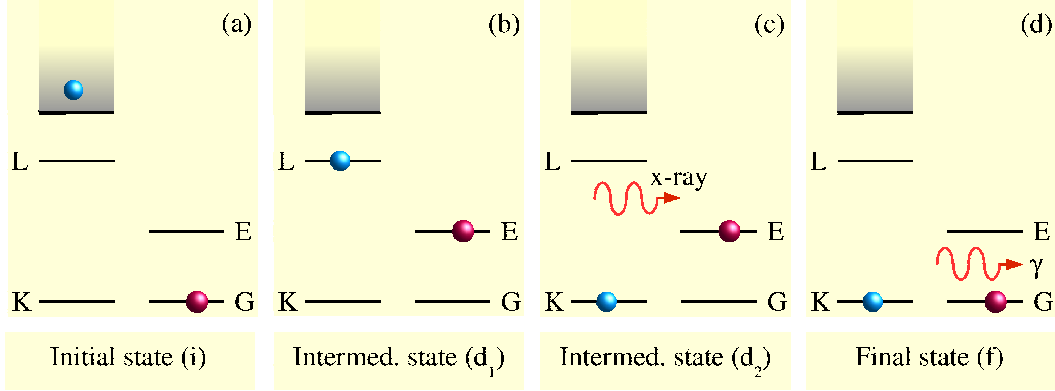 (a)
L
E
K
G
Initial state (i)
(b)
L
E
K
G
Intermed. state (d₁)
(c)
L
x-ray
E
K
G
Intermed. state (d₂)
(d)
L
E
γ
K
G
Final state (f)